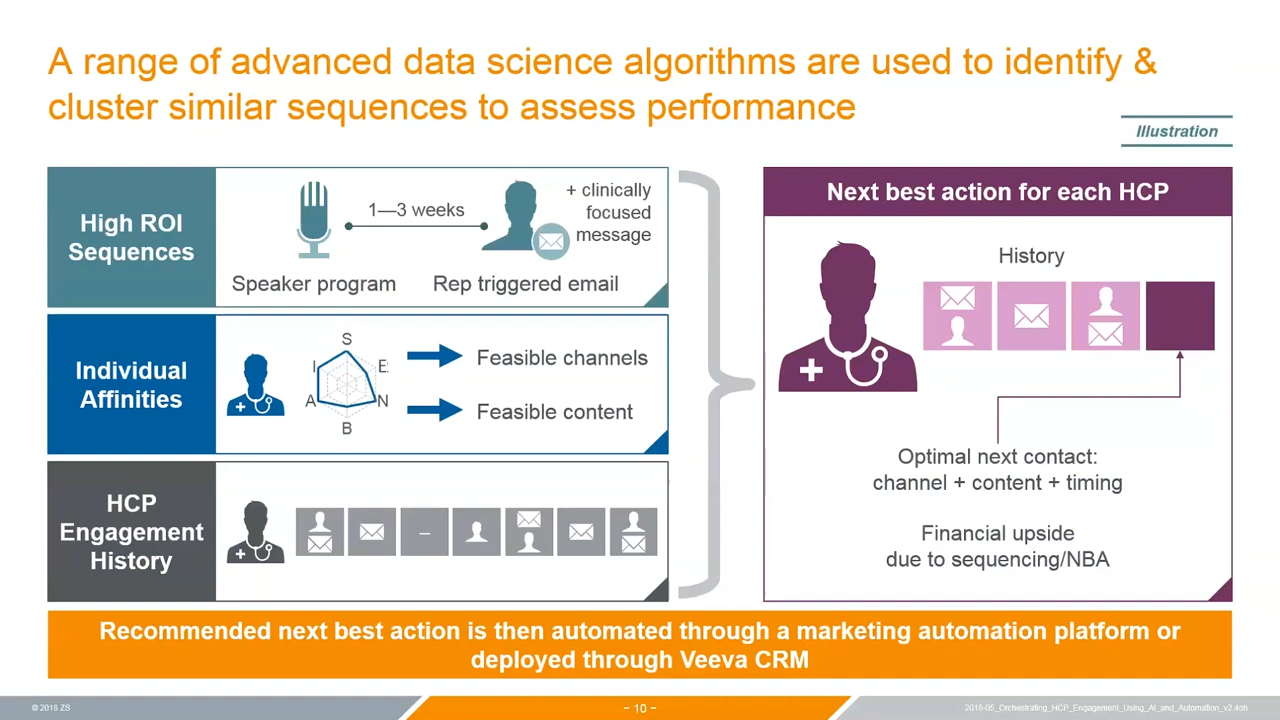 A range of advanced data science algorithms are used to identify &
cluster similar sequences to assess performance
Illustration
High ROI
Sequences
1—3 weeks
+ clinically
focused
message
Speaker program
Rep triggered email
Individual
Affinities
S
E
N
B
A
I
Feasible channels
Feasible content
HCP
Engagement
History
–
Next best action for each HCP
History
Optimal next contact:
channel + content + timing
Financial upside
due to sequencing/NBA
Recommended next best action is then automated through a marketing automation platform or
deployed through Veeva CRM
© 2018 ZS
– 10 –
2018-05_Orchestrating_HCP_Engagement_Using_AI_and_Automation_v2.4oh